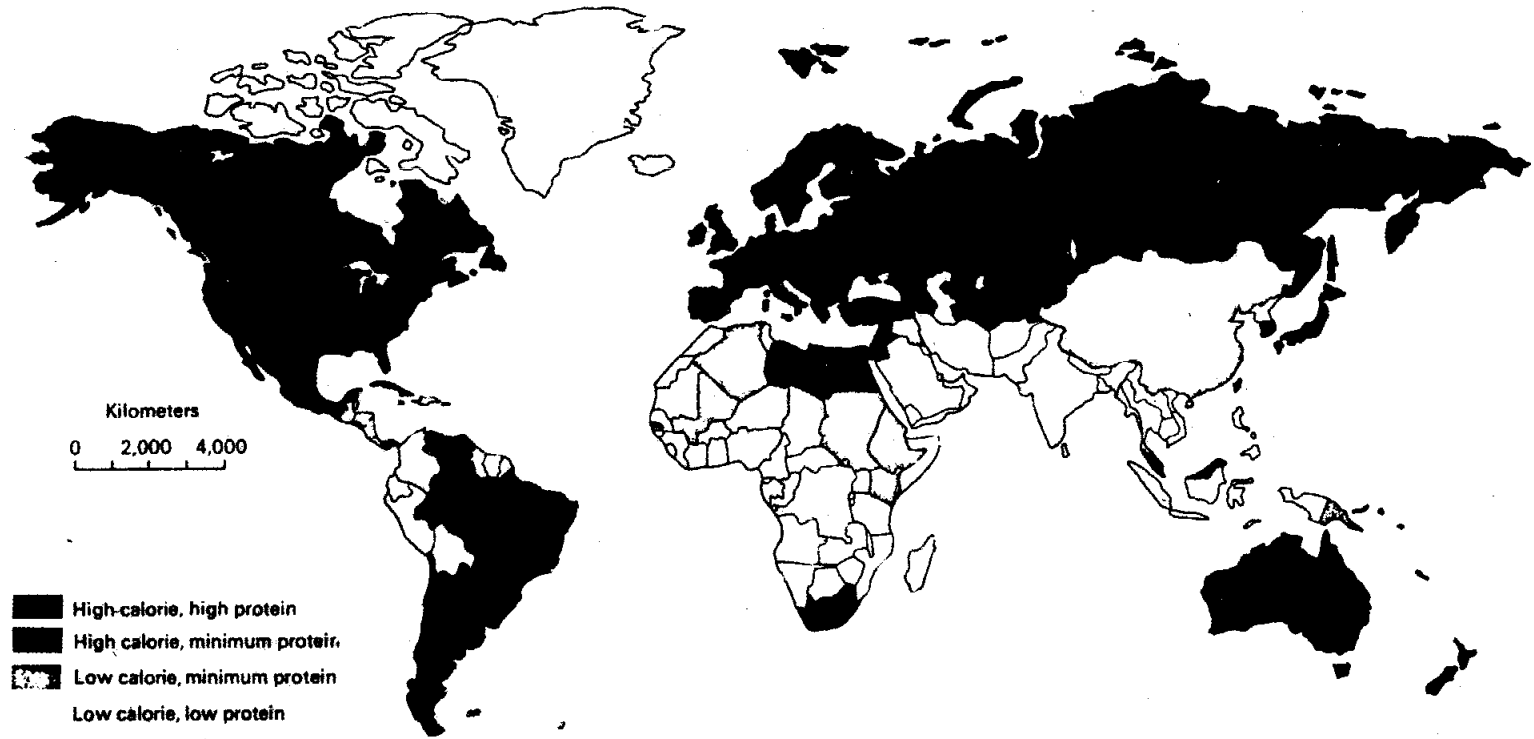 Kilometers
0 2,000 4,000
High-calorie, high protein
High calorie, minimum protein
Low calorie, minimum protein
Low calorie, low protein